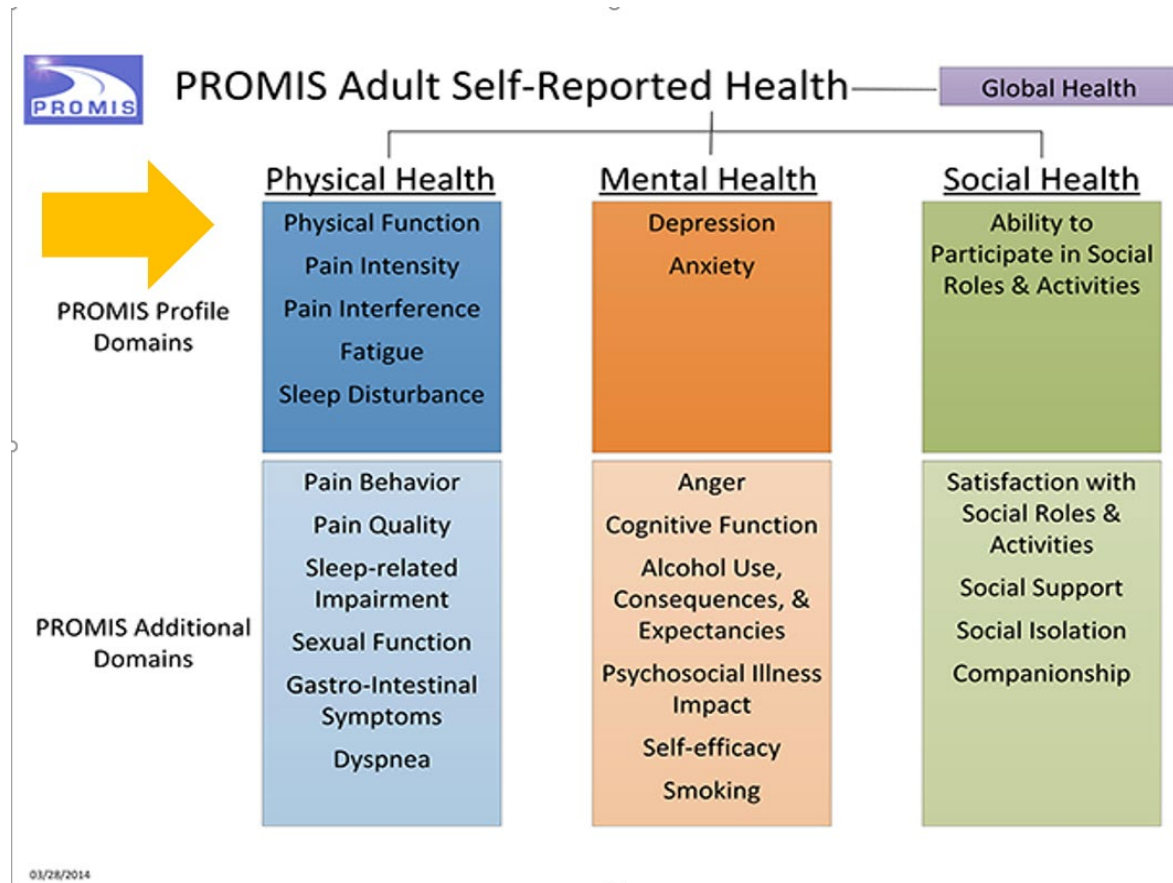 PROMIS
PROMIS Adult Self-Reported Health
Global Health
Physical Health
Mental Health
Social Health
PROMIS Profile
Domains
Physical Function
Pain Intensity
Pain Interference
Fatigue
Sleep Disturbance
Depression
Anxiety
Ability to
Participate in Social
Roles & Activities
PROMIS Additional
Domains
Pain Behavior
Pain Quality
Sleep-related
Impairment
Sexual Function
Gastro-Intestinal
Symptoms
Dyspnea
Anger
Cognitive Function
Alcohol Use,
Consequences, &
Expectancies
Psychosocial Illness
Impact
Self-efficacy
Smoking
Satisfaction with
Social Roles &
Activities
Social Support
Social Isolation
Companionship
03/28/2014